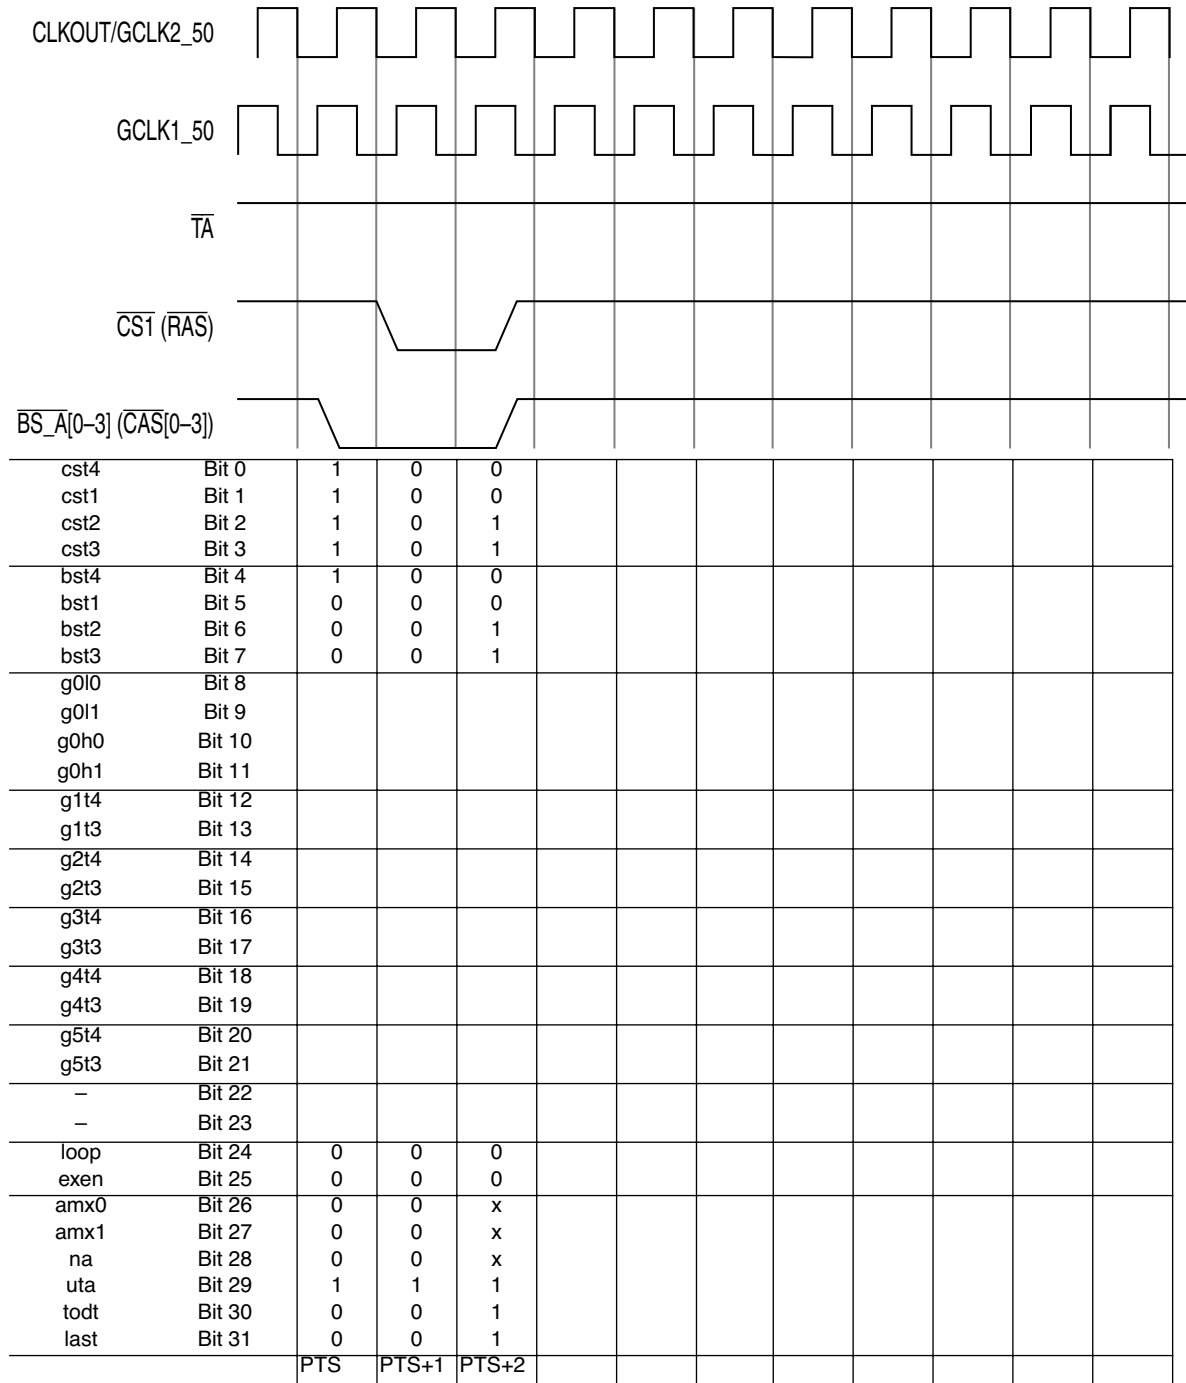 CLKOUT/GCLK2_50
GCLK1_50
TA
CS1 (RAS)
BS_A[0–3] (CAS[0–3])
cst4 Bit 0 1 0 0
cst1 Bit 1 1 0 0
cst2 Bit 2 1 0 1
cst3 Bit 3 1 0 1
bst4 Bit 4 1 0 0
bst1 Bit 5 0 0 0
bst2 Bit 6 0 0 1
bst3 Bit 7 0 0 1
g0l0 Bit 8
g0l1 Bit 9
g0h0 Bit 10
g0h1 Bit 11
g1t4 Bit 12
g1t3 Bit 13
g2t4 Bit 14
g2t3 Bit 15
g3t4 Bit 16
g3t3 Bit 17
g4t4 Bit 18
g4t3 Bit 19
g5t4 Bit 20
g5t3 Bit 21
– Bit 22
– Bit 23
loop Bit 24 0 0 0
exen Bit 25 0 0 0
amx0 Bit 26 0 0 x
amx1 Bit 27 0 0 x
na Bit 28 0 0 x
uta Bit 29 1 1 1
todt Bit 30 0 0 1
last Bit 31 0 0 1
PTS PTS+1 PTS+2